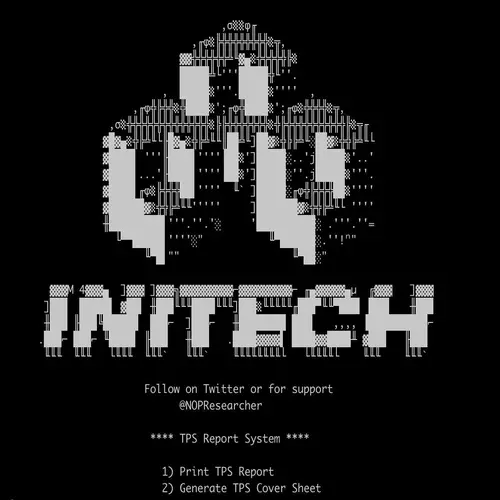 INITECH
Follow on Twitter or for support
@NOPResearcher
**** TPS Report System ****
1) Print TPS Report
2) Generate TPS Cover Sheet